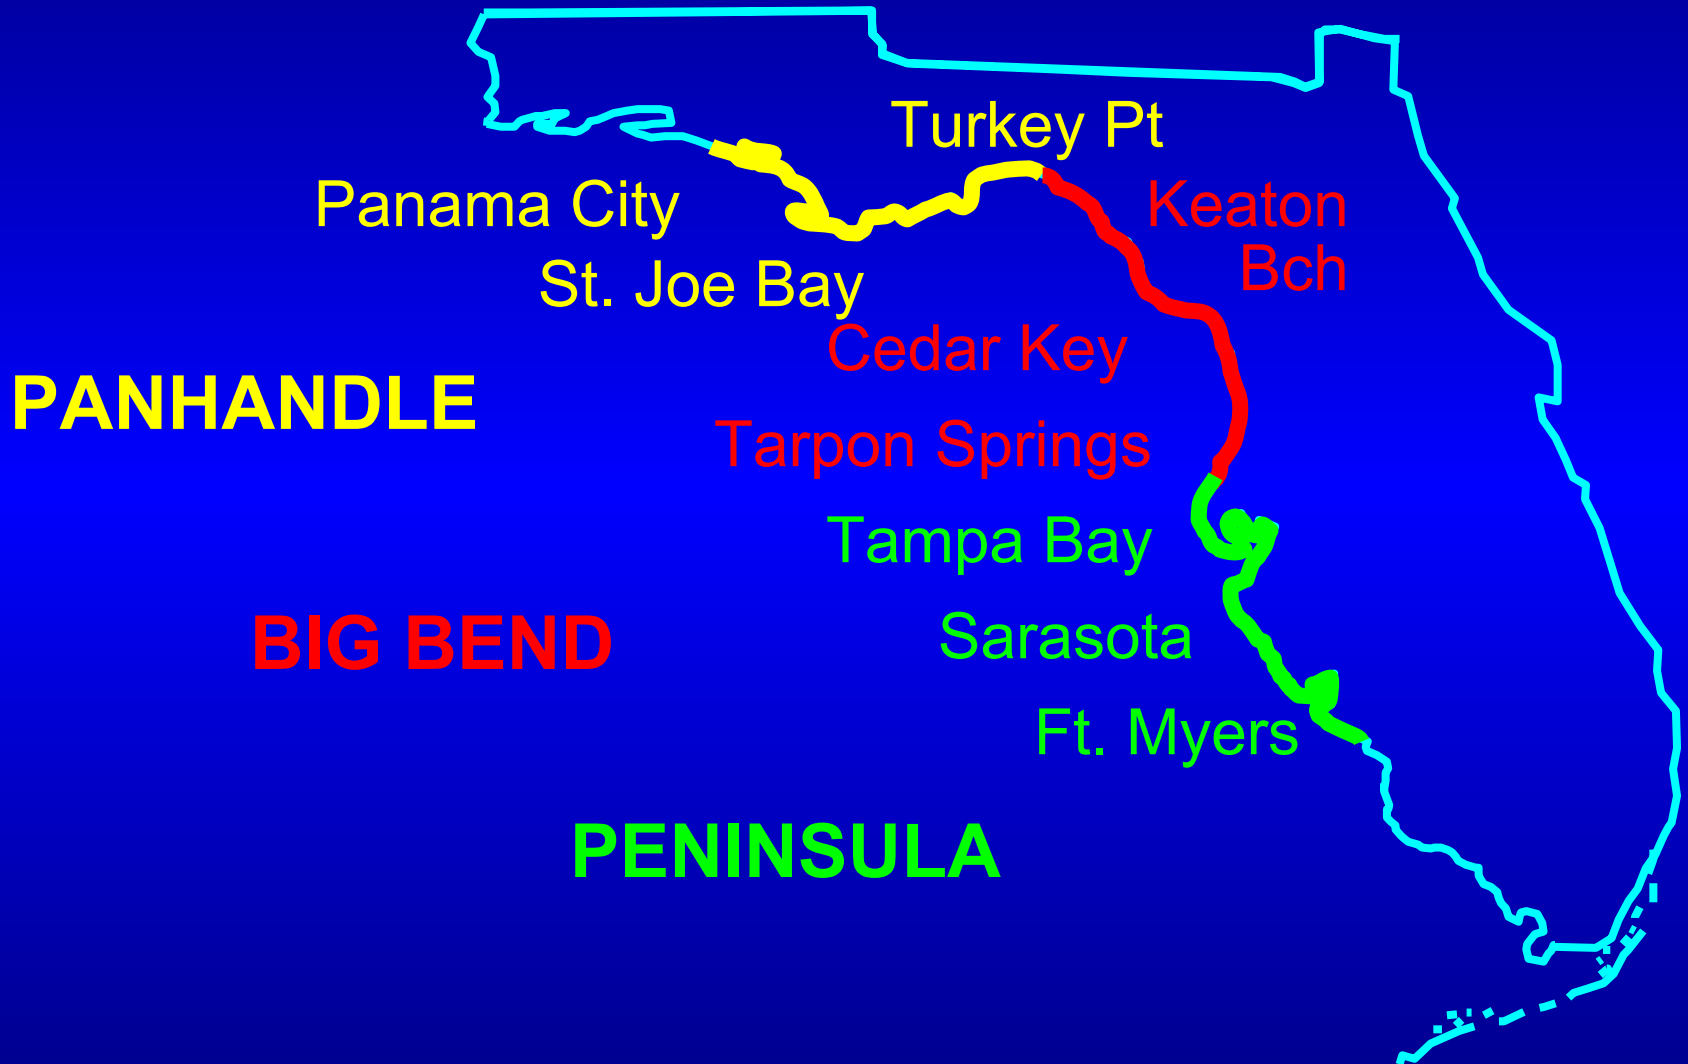 Turkey Pt
Panama City
Keaton
Bch
St. Joe Bay
Cedar Key
PANHANDLE
Tarpon Springs
Tampa Bay
BIG BEND
Sarasota
Ft. Myers
PENINSULA